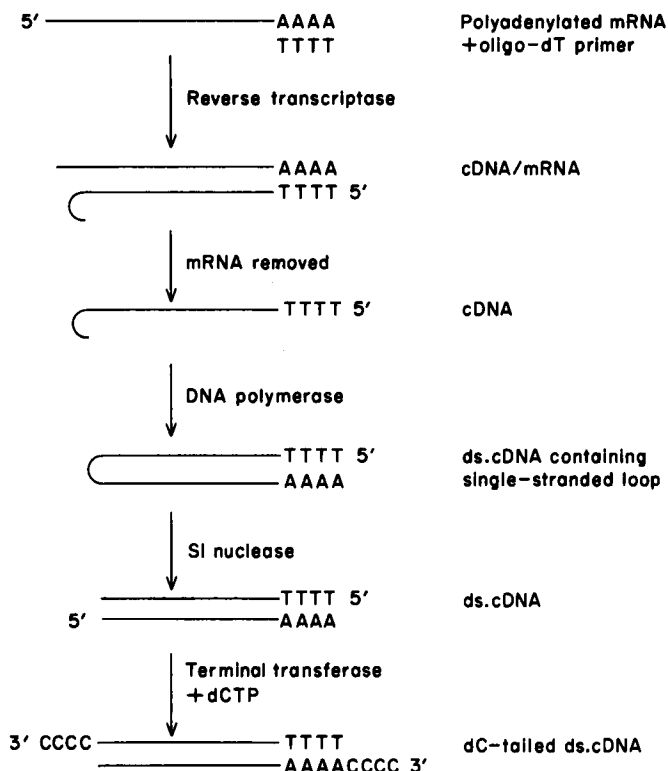 5′ AAAA Polyadenylated mRNA
TTTT +oligo-dT primer
Reverse transcriptase
AAAA cDNA/mRNA
TTTT 5′
mRNA removed
TTTT 5′ cDNA
DNA polymerase
TTTT 5′ ds.cDNA containing
AAAA single-stranded loop
SI nuclease
TTTT 5′ ds.cDNA
5′ AAAA
Terminal transferase
+dCTP
3′ CCCC TTTT dC-tailed ds.cDNA
AAAACCCC 3′